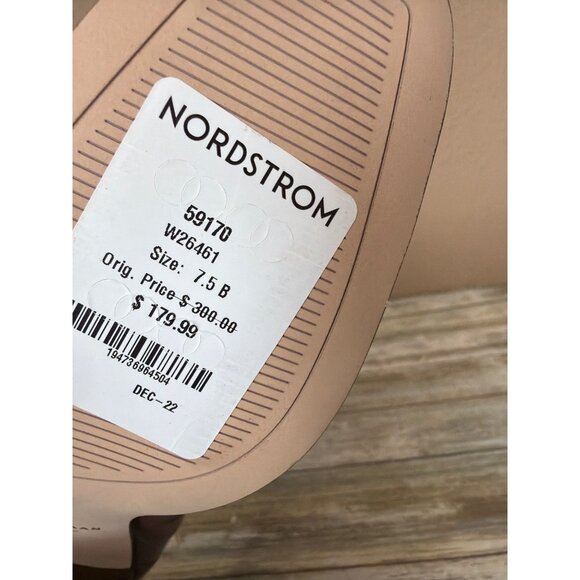 NORDSTROM
59170
W26461
Size: 7.5 B
Orig. Price $ 300.00
$ 179.99
194736964504
DEC-22